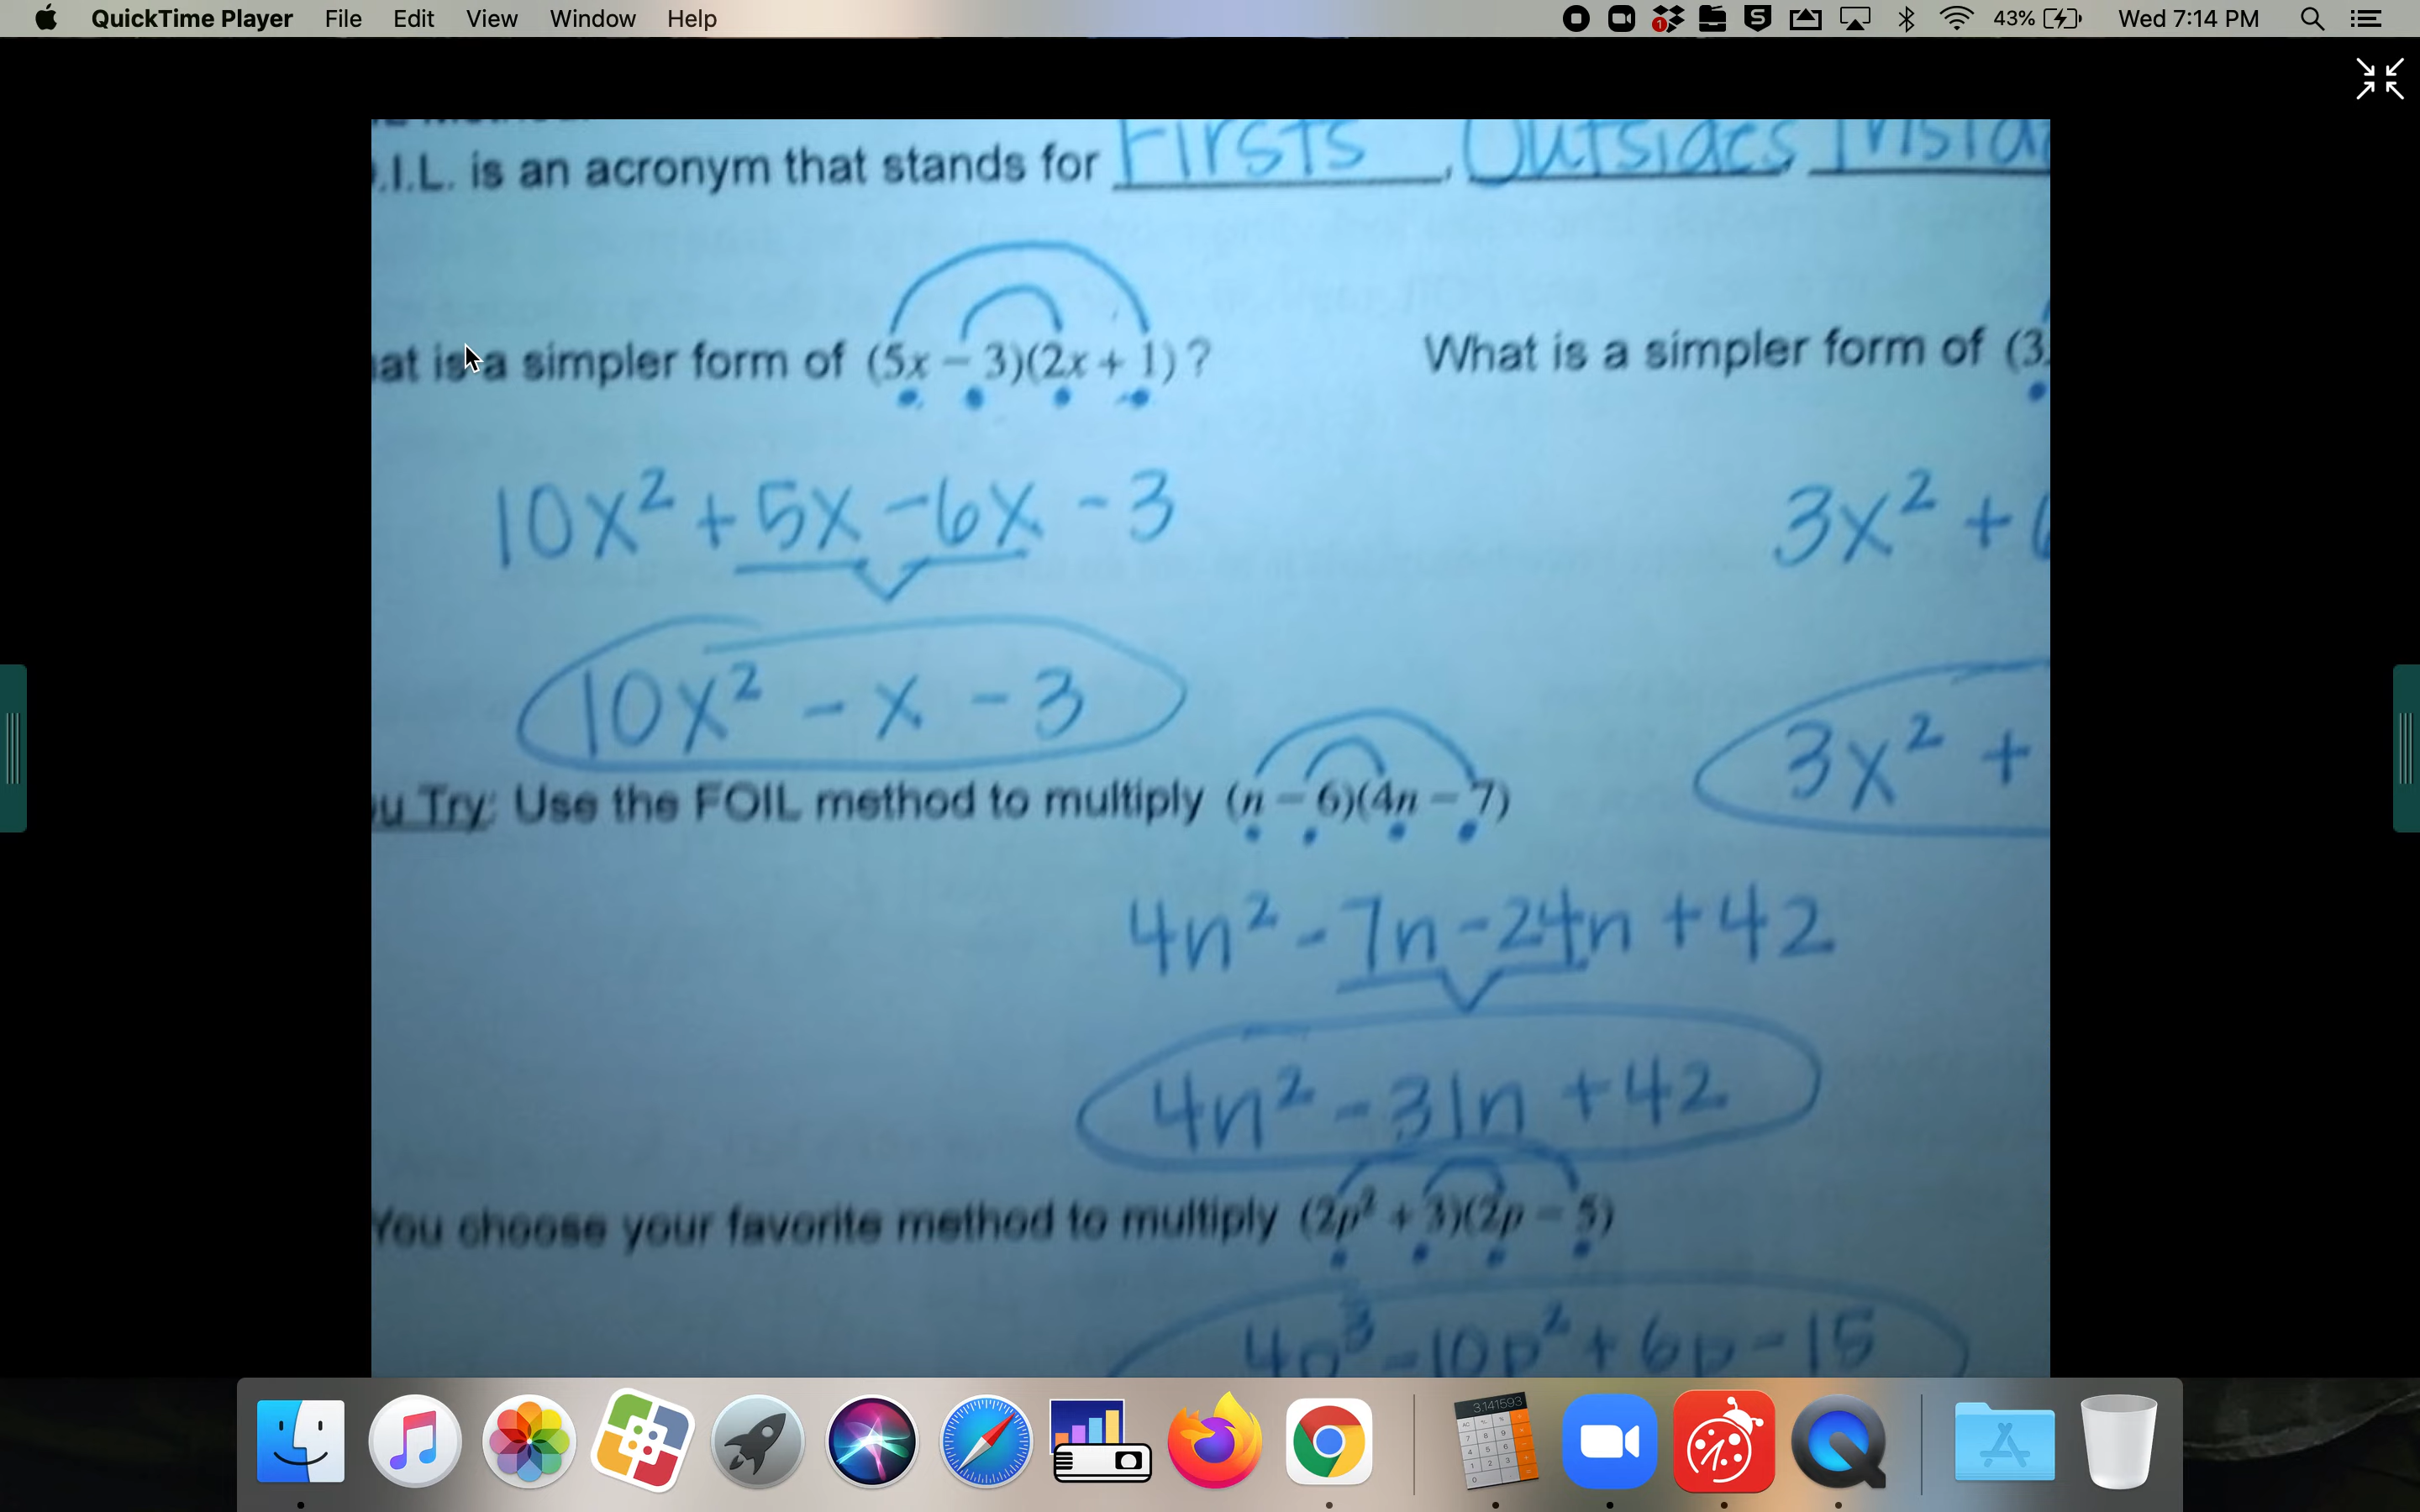 QuickTime Player File Edit View Window Help 1 S 43% Wed 7:14 PM
.I.L. is an acronym that stands for Firsts, Outsides
at is a simpler form of (5x – 3)(2x + 1)? What is a simpler form of (3
10x² + 5x - 6x - 3 3x² +
10x² - x - 3 3x² +
u Try: Use the FOIL method to multiply (n – 6)(4n – 7)
4n² - 7n - 24n + 42
4n² - 31n + 42
You choose your favorite method to multiply (2p² + 3)(2p – 5)
4p³ - 10p² + 6p - 15
3.141593